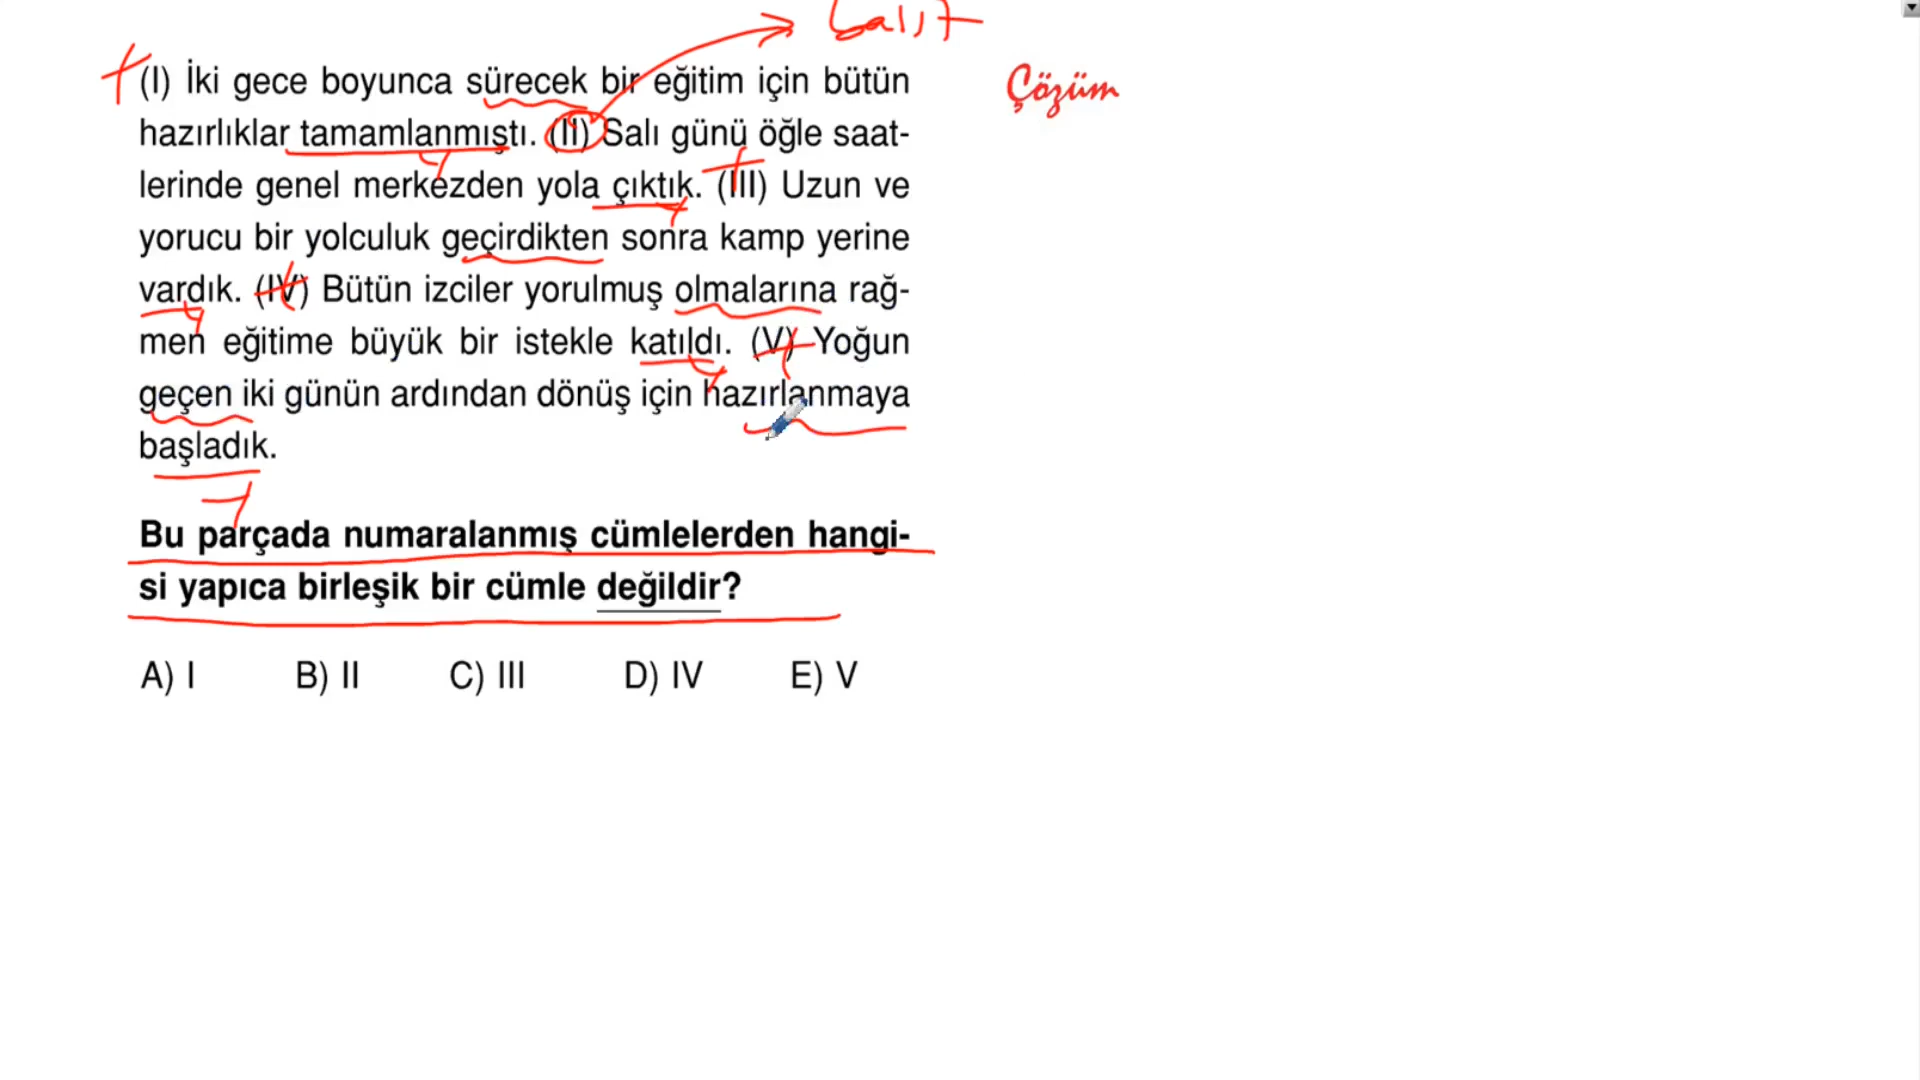 basit
(I) İki gece boyunca sürecek bir eğitim için bütün
hazırlıklar tamamlanmıştı. (II) Salı günü öğle saat-
lerinde genel merkezden yola çıktık. (III) Uzun ve
yorucu bir yolculuk geçirdikten sonra kamp yerine
vardık. (IV) Bütün izciler yorulmuş olmalarına rağ-
men eğitime büyük bir istekle katıldı. (V) Yoğun
geçen iki günün ardından dönüş için hazırlanmaya
başladık.
Bu parçada numaralanmış cümlelerden hangi-
si yapıca birleşik bir cümle değildir?
A) I B) II C) III D) IV E) V
Çözüm